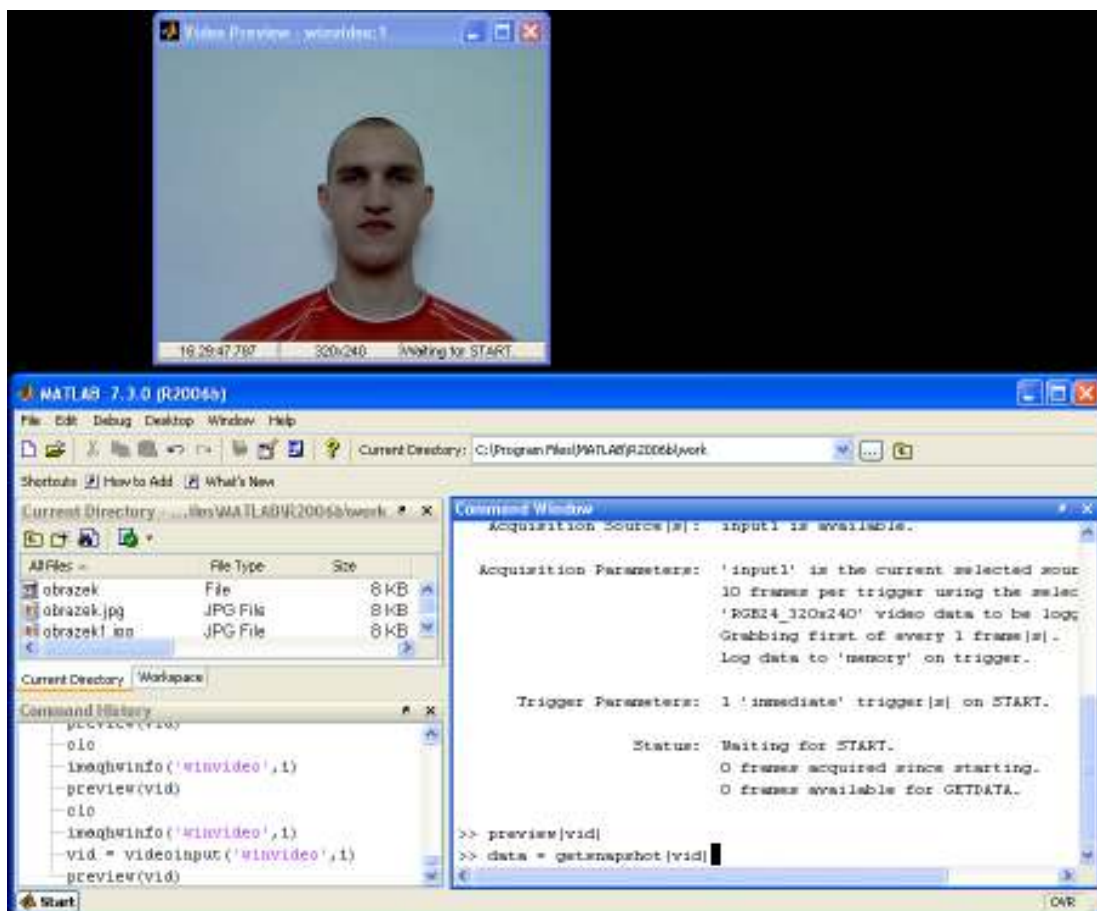 Video Preview - winvideo:1
16:29:47.787 320x240 Waiting for START.
MATLAB 7.3.0 (R2006b)
File Edit Debug Desktop Window Help
Current Directory: C:\Program Files\MATLAB\R2006b\work
Shortcuts How to Add What's New
Current Directory - ...files\MATLAB\R2006b\work
All Files File Type Size
obrazek File 8 KB
obrazek.jpg JPG File 8 KB
obrazek1.jpg JPG File 8 KB
Current Directory Workspace
Command History
preview(vid)
clc
imaqhwinfo('winvideo',1)
preview(vid)
clc
imaqhwinfo('winvideo',1)
vid = videoinput('winvideo',1)
preview(vid)
Command Window
Acquisition Source(s): input1 is available.
Acquisition Parameters: 'input1' is the current selected sour
10 frames per trigger using the selec
'RGB24_320x240' video data to be logg
Grabbing first of every 1 frame(s).
Log data to 'memory' on trigger.
Trigger Parameters: 1 'immediate' trigger(s) on START.
Status: Waiting for START.
0 frames acquired since starting.
0 frames available for GETDATA.
>> preview(vid)
>> data = getsnapshot(vid)
Start
OVR